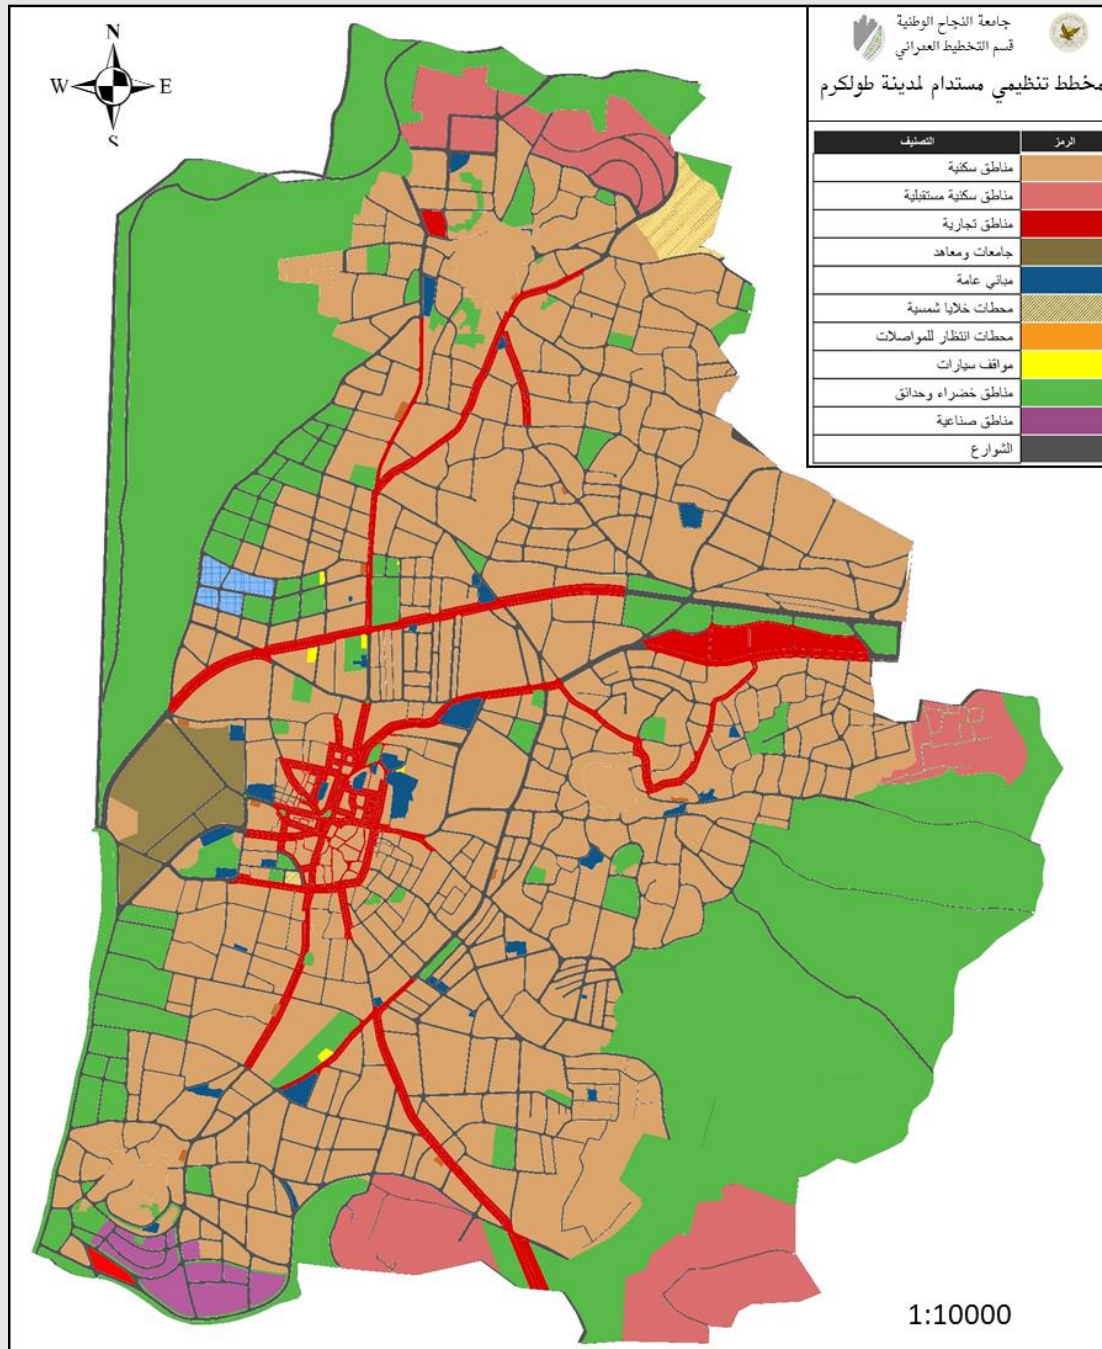 N
W E
S
جامعة النجاح الوطنية
قسم التخطيط العمراني
مخطط تنظيمي مستدام لمدينة طولكرم
التصنيف الرمز
مناطق سكنية
مناطق سكنية مستقبلية
مناطق تجارية
جامعات ومعاهد
مباني عامة
محطات خلايا شمسية
محطات انتظار للمواصلات
مواقف سيارات
مناطق خضراء وحدائق
مناطق صناعية
الشوارع
1:10000